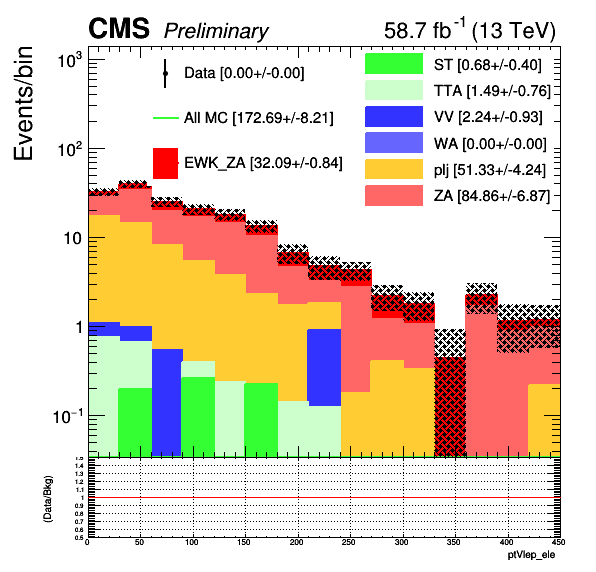 CMS Preliminary 58.7 fb⁻¹ (13 TeV)
Events/bin
10³
10²
10
1
10⁻¹
Data [0.00+/-0.00]
All MC [172.69+/-8.21]
EWK_ZA [32.09+/-0.84]
ST [0.68+/-0.40]
TTA [1.49+/-0.76]
VV [2.24+/-0.93]
WA [0.00+/-0.00]
plj [51.33+/-4.24]
ZA [84.86+/-6.87]
(Data/Bkg)
1.5
1.4
1.3
1.2
1.1
1
0.9
0.8
0.7
0.6
0.5
0 50 100 150 200 250 300 350 400 450
ptVlep_ele